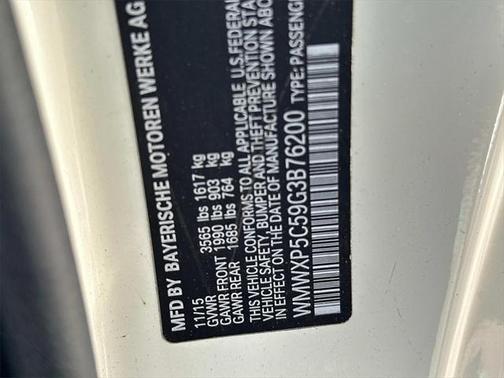 MFD BY BAYERISCHE MOTOREN WERKE AG
11/15
GVWR 3565 lbs 1617 kg
GAWR FRONT 1990 lbs 903 kg
GAWR REAR 1685 lbs 764 kg
THIS VEHICLE CONFORMS TO ALL APPLICABLE U.S. FEDERAL
VEHICLE SAFETY, BUMPER AND THEFT PREVENTION STA
IN EFFECT ON THE DATE OF MANUFACTURE SHOWN ABO
WMWXP5C59G3B76200 TYPE: PASSENG